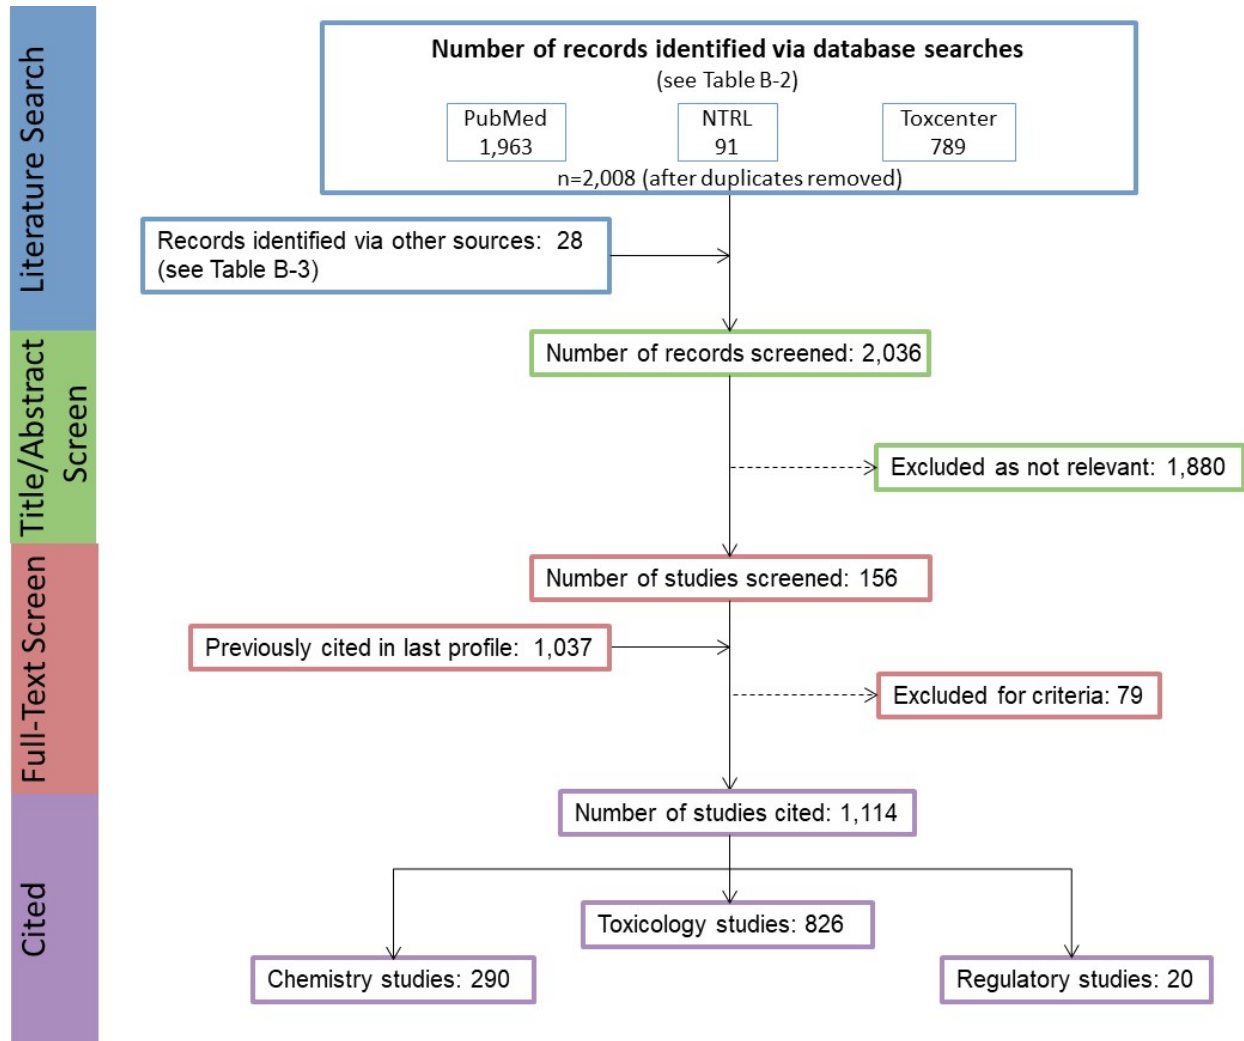 Literature Search
Number of records identified via database searches
(see Table B-2)
PubMed
1,963
NTRL
91
Toxcenter
789
n=2,008 (after duplicates removed)
Records identified via other sources: 28
(see Table B-3)
Title/Abstract
Screen
Number of records screened: 2,036
Excluded as not relevant: 1,880
Full-Text Screen
Number of studies screened: 156
Previously cited in last profile: 1,037
Excluded for criteria: 79
Cited
Number of studies cited: 1,114
Toxicology studies: 826
Chemistry studies: 290
Regulatory studies: 20